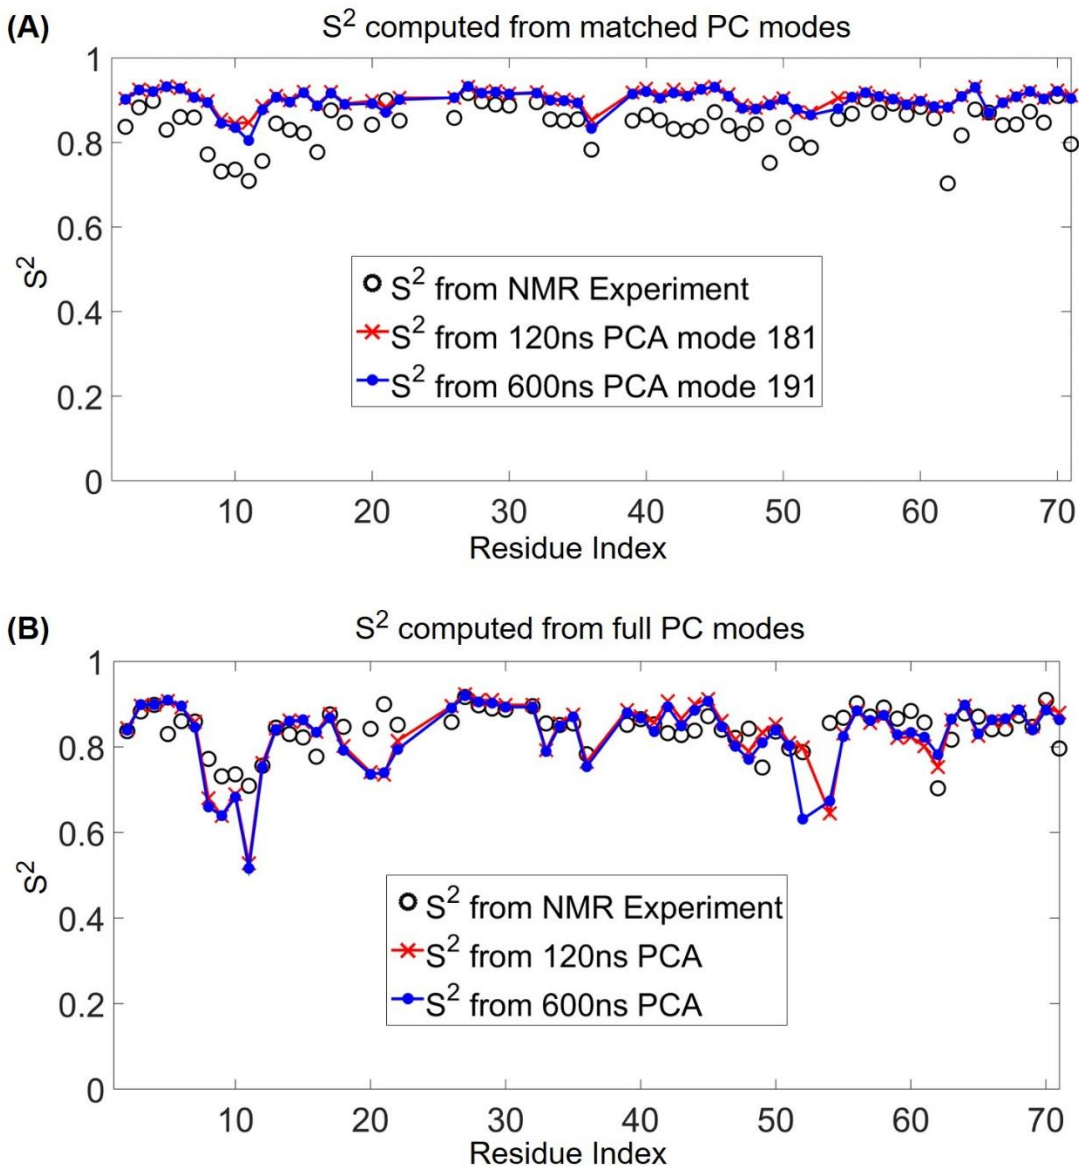 (A)
S² computed from matched PC modes
1
0.8
0.6
0.4
0.2
0
S²
S² from NMR Experiment
S² from 120ns PCA mode 181
S² from 600ns PCA mode 191
10 20 30 40 50 60 70
Residue Index
(B)
S² computed from full PC modes
1
0.8
0.6
0.4
0.2
0
S²
S² from NMR Experiment
S² from 120ns PCA
S² from 600ns PCA
10 20 30 40 50 60 70
Residue Index